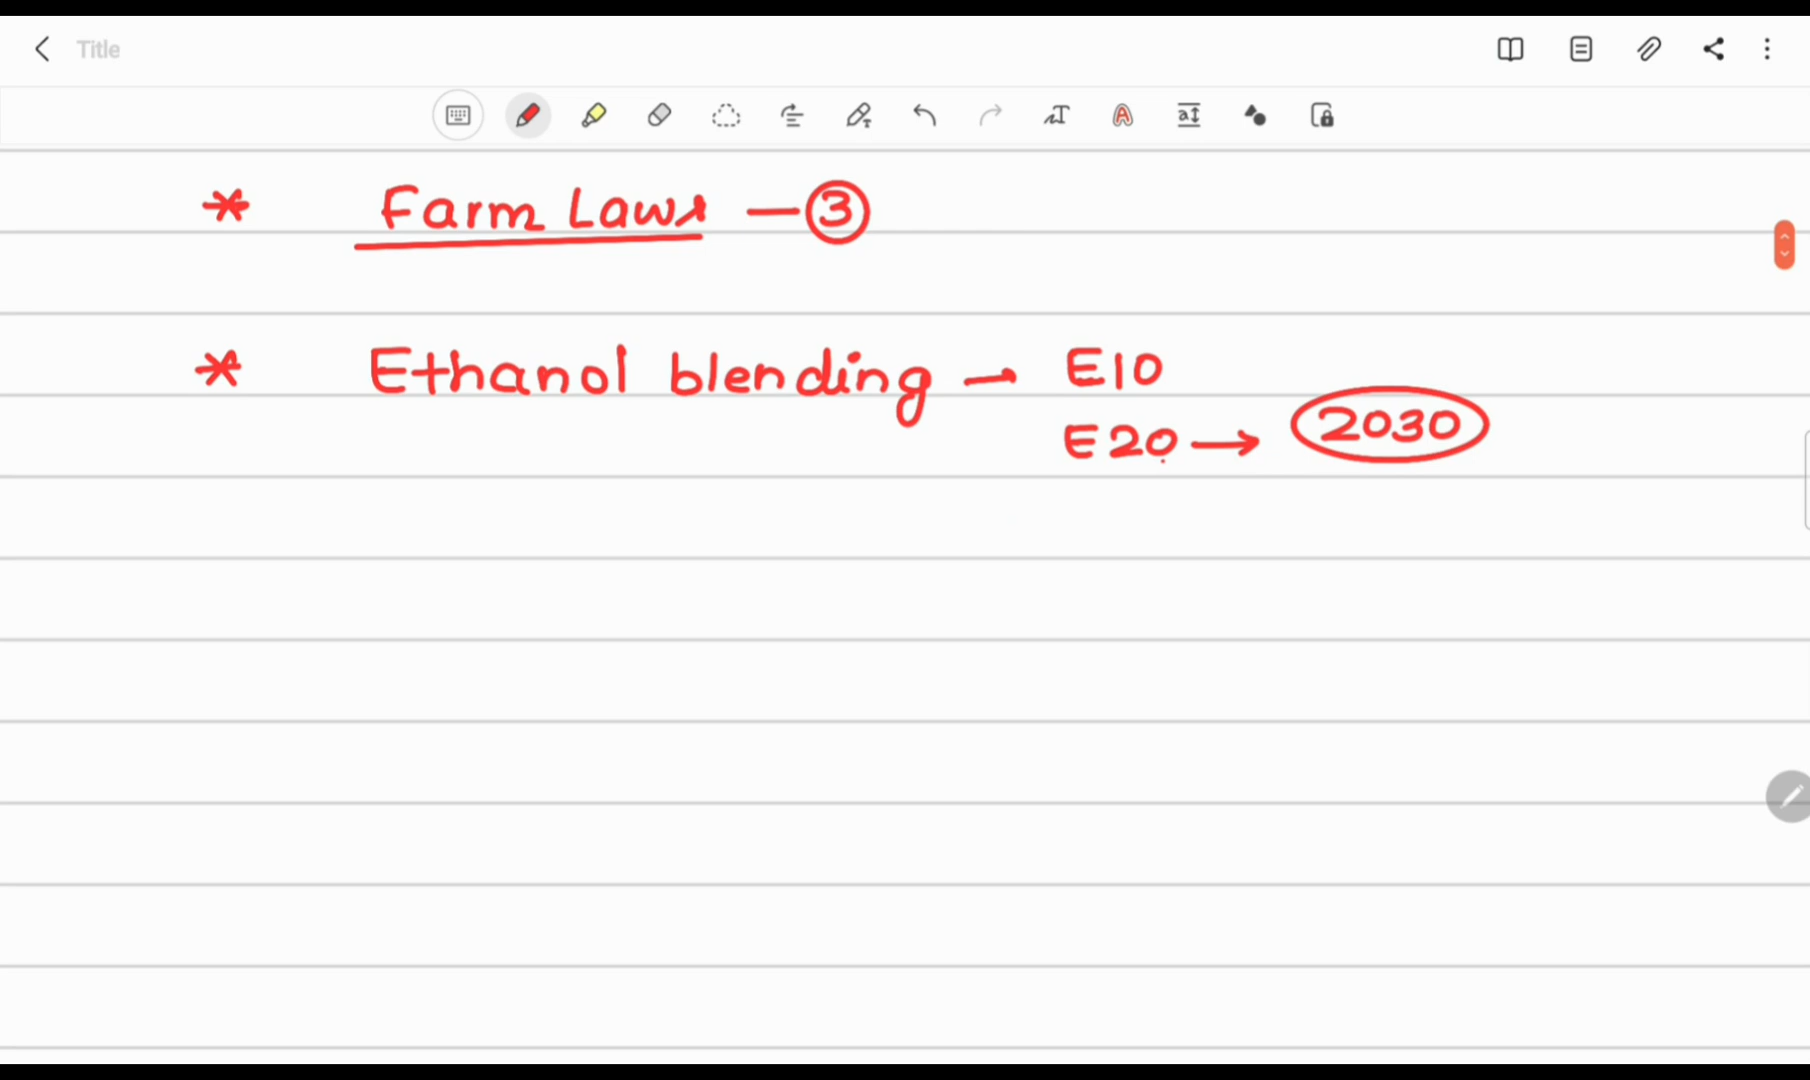 Title
* Farm Laws — 3
* Ethanol blending — E10
E20 → 2030